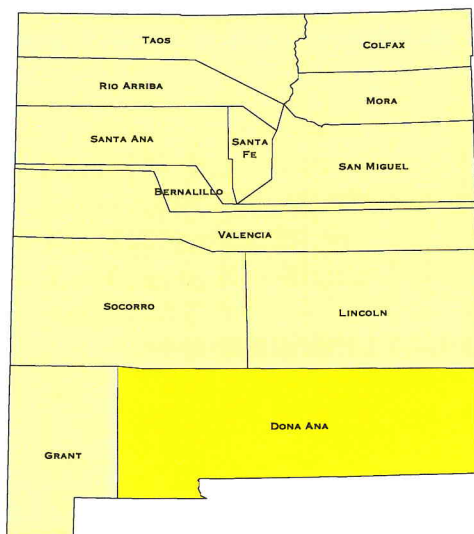 TAOS
COLFAX
RIO ARRIBA
MORA
SANTA ANA
SANTA
FE
SAN MIGUEL
BERNALILLO
VALENCIA
SOCORRO
LINCOLN
DONA ANA
GRANT